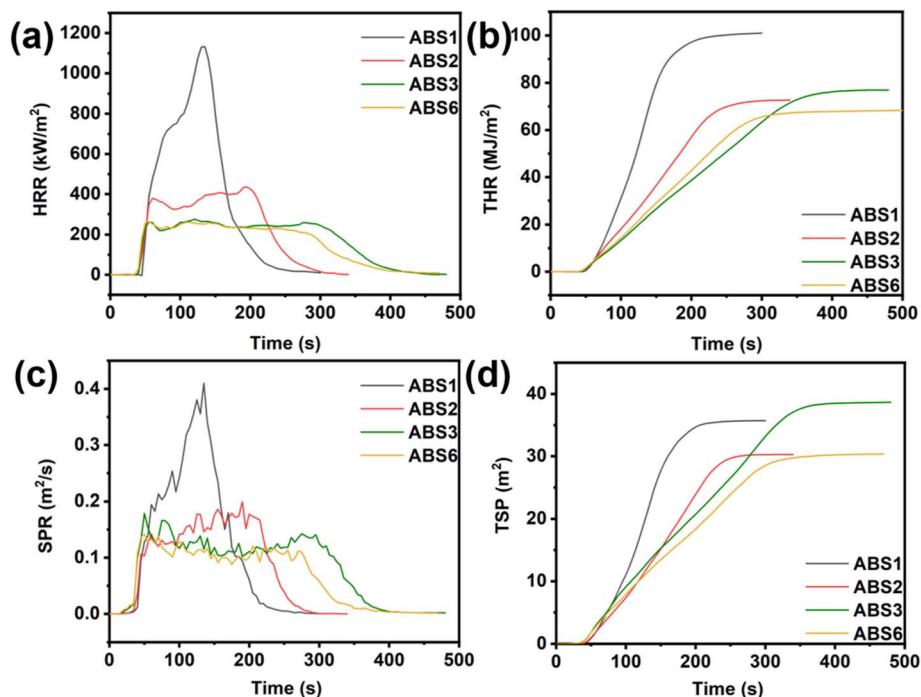 (a)
HRR (kW/m²)
1200
1000
800
600
400
200
0
0 100 200 300 400 500
Time (s)
ABS1
ABS2
ABS3
ABS6
(b)
THR (MJ/m²)
100
80
60
40
20
0
0 100 200 300 400 500
Time (s)
ABS1
ABS2
ABS3
ABS6
(c)
SPR (m²/s)
0.4
0.3
0.2
0.1
0.0
0 100 200 300 400 500
Time (s)
ABS1
ABS2
ABS3
ABS6
(d)
TSP (m²)
40
30
20
10
0
0 100 200 300 400 500
Time (s)
ABS1
ABS2
ABS3
ABS6